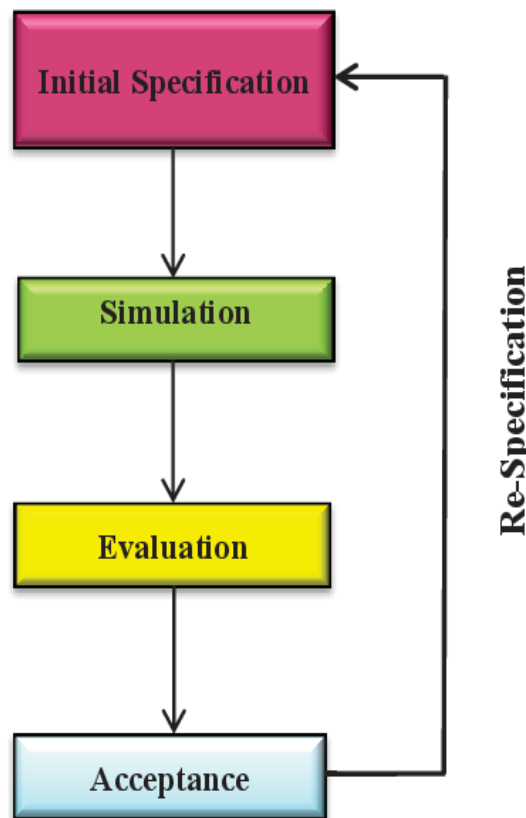 Initial Specification
Simulation
Evaluation
Acceptance
Re-Specification